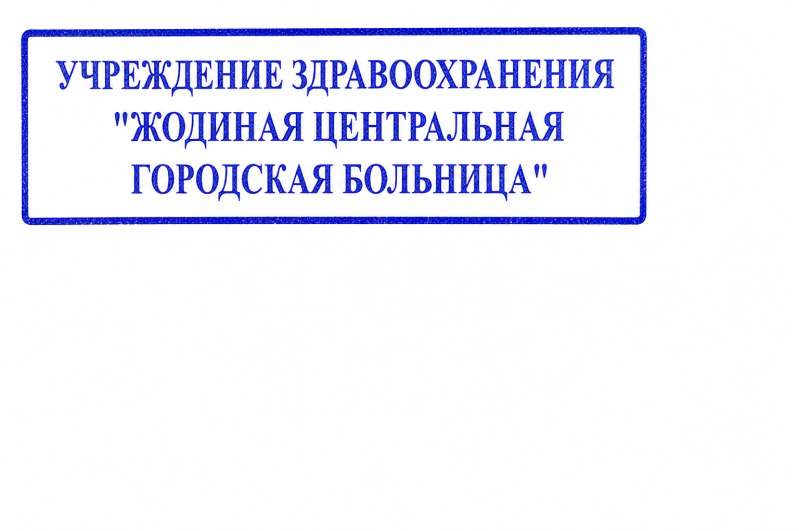 УЧРЕЖДЕНИЕ ЗДРАВООХРАНЕНИЯ
"ЖОДИНАЯ ЦЕНТРАЛЬНАЯ
ГОРОДСКАЯ БОЛЬНИЦА"